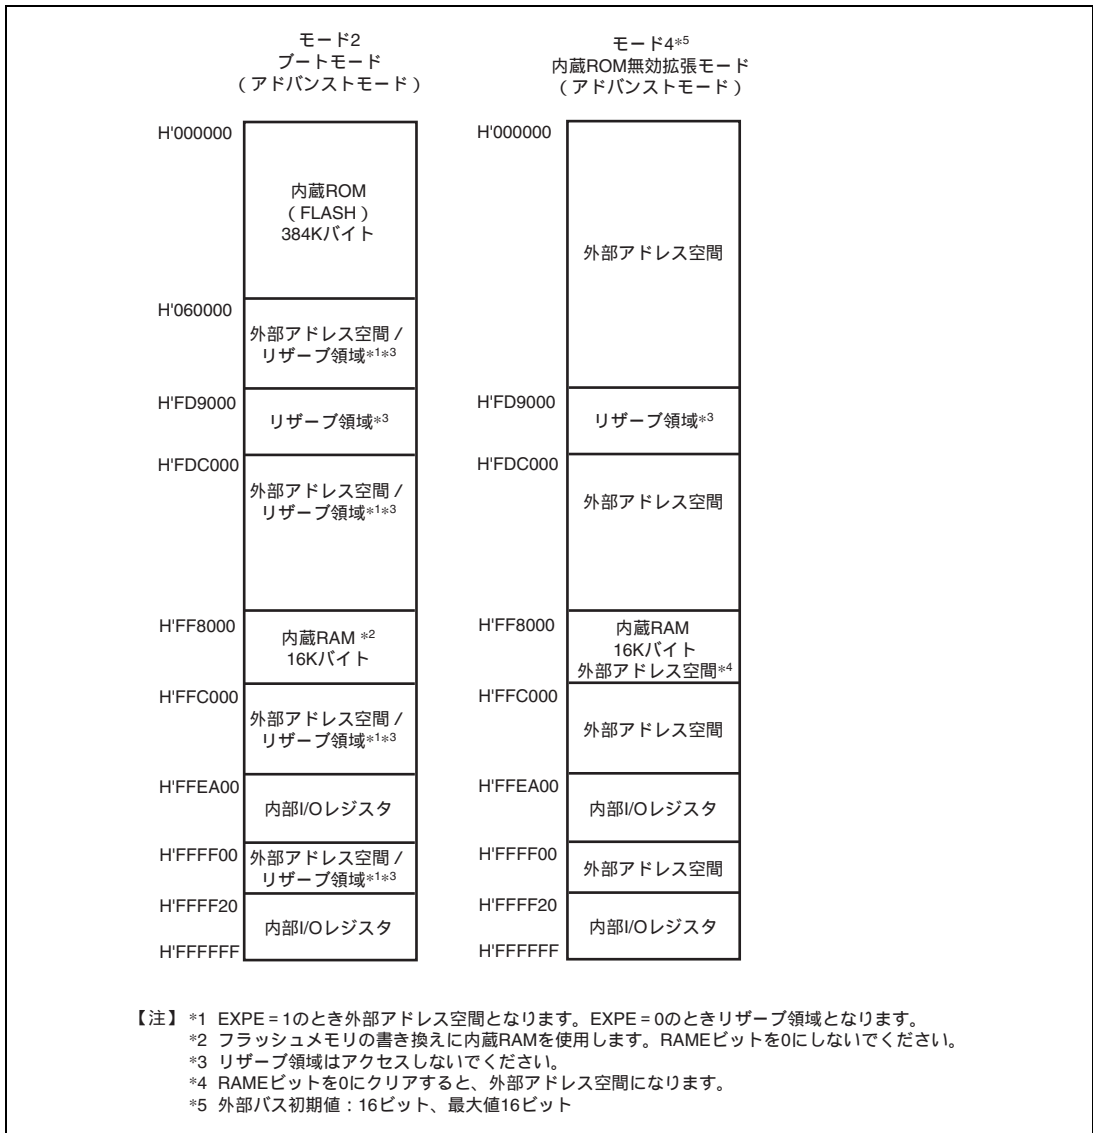 モード2
ブートモード
(アドバンストモード)
H'000000
内蔵ROM
(FLASH)
384Kバイト
H'060000
外部アドレス空間/
リザーブ領域*1*3
H'FD9000
リザーブ領域*3
H'FDC000
外部アドレス空間/
リザーブ領域*1*3
H'FF8000
内蔵RAM *2
16Kバイト
H'FFC000
外部アドレス空間/
リザーブ領域*1*3
H'FFEA00
内部I/Oレジスタ
H'FFFF00
外部アドレス空間/
リザーブ領域*1*3
H'FFFF20
内部I/Oレジスタ
H'FFFFFF
モード4*5
内蔵ROM無効拡張モード
(アドバンストモード)
H'000000
外部アドレス空間
H'FD9000
リザーブ領域*3
H'FDC000
外部アドレス空間
H'FF8000
内蔵RAM
16Kバイト
外部アドレス空間*4
H'FFC000
外部アドレス空間
H'FFEA00
内部I/Oレジスタ
H'FFFF00
外部アドレス空間
H'FFFF20
内部I/Oレジスタ
H'FFFFFF
【注】 *1 EXPE = 1のとき外部アドレス空間となります。EXPE = 0のときリザーブ領域となります。
*2 フラッシュメモリの書き換えに内蔵RAMを使用します。RAMEビットを0にしないでください。
*3 リザーブ領域はアクセスしないでください。
*4 RAMEビットを0にクリアすると、外部アドレス空間になります。
*5 外部バス初期値:16ビット、最大値16ビット